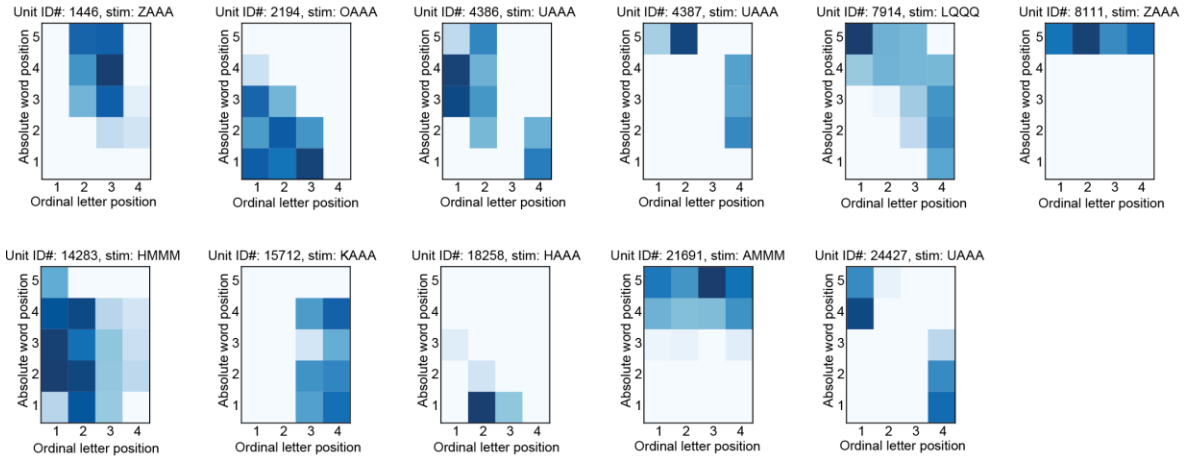 Unit ID#: 1446, stim: ZAAA
Absolute word position
5
4
3
2
1
1 2 3 4
Ordinal letter position
Unit ID#: 2194, stim: OAAA
Absolute word position
5
4
3
2
1
1 2 3 4
Ordinal letter position
Unit ID#: 4386, stim: UAAA
Absolute word position
5
4
3
2
1
1 2 3 4
Ordinal letter position
Unit ID#: 4387, stim: UAAA
Absolute word position
5
4
3
2
1
1 2 3 4
Ordinal letter position
Unit ID#: 7914, stim: LQQQ
Absolute word position
5
4
3
2
1
1 2 3 4
Ordinal letter position
Unit ID#: 8111, stim: ZAAA
Absolute word position
5
4
3
2
1
1 2 3 4
Ordinal letter position
Unit ID#: 14283, stim: HMMM
Absolute word position
5
4
3
2
1
1 2 3 4
Ordinal letter position
Unit ID#: 15712, stim: KAAA
Absolute word position
5
4
3
2
1
1 2 3 4
Ordinal letter position
Unit ID#: 18258, stim: HAAA
Absolute word position
5
4
3
2
1
1 2 3 4
Ordinal letter position
Unit ID#: 21691, stim: AMMM
Absolute word position
5
4
3
2
1
1 2 3 4
Ordinal letter position
Unit ID#: 24427, stim: UAAA
Absolute word position
5
4
3
2
1
1 2 3 4
Ordinal letter position